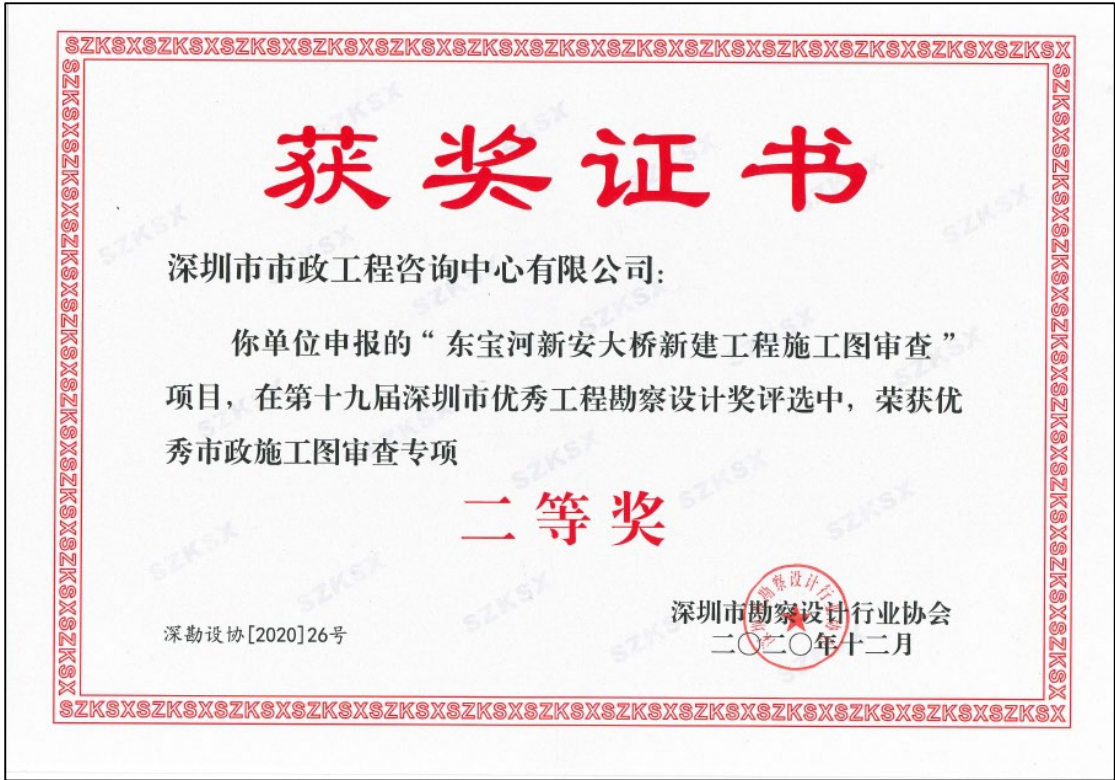 SZKSXSZKSXSZKSXSZKSXSZKSXSZKSXSZKSXSZKSXSZKSXSZKSXSZKSXSZKSXSZKSX
获奖证书
深圳市市政工程咨询中心有限公司:
你单位申报的“东宝河新安大桥新建工程施工图审查”
项目，在第十九届深圳市优秀工程勘察设计奖评选中，荣获优
秀市政施工图审查专项
二等奖
深圳市勘察设计行业协会
深勘设协[2020]26号
二〇二〇年十二月
SZKSXSZKSXSZKSXSZKSXSZKSXSZKSXSZKSXSZKSXSZKSXSZKSXSZKSXSZKSXSZKSX